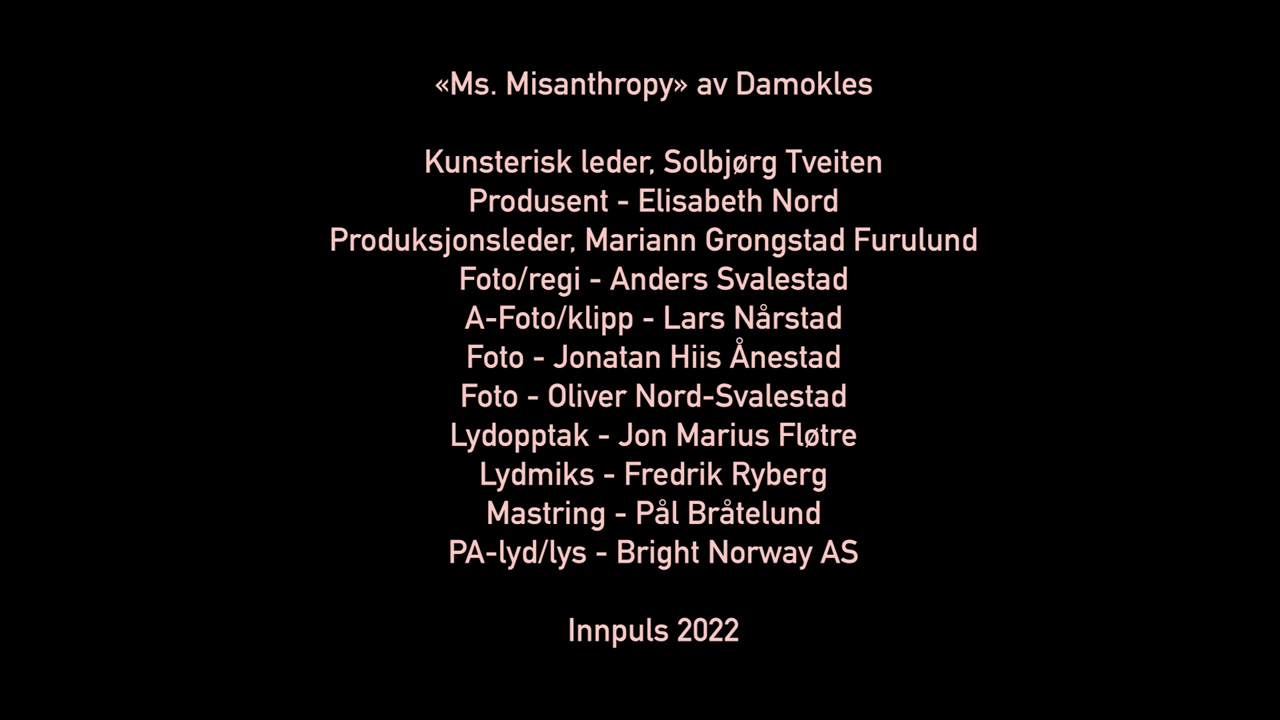 «Ms. Misanthropy» av Damokles
Kunsterisk leder, Solbjørg Tveiten
Produsent - Elisabeth Nord
Produksjonsleder, Mariann Grongstad Furulund
Foto/regi - Anders Svalestad
A-Foto/klipp - Lars Nårstad
Foto - Jonatan Hiis Ånestad
Foto - Oliver Nord-Svalestad
Lydopptak - Jon Marius Fløtre
Lydmiks - Fredrik Ryberg
Mastring - Pål Bråtelund
PA-lyd/lys - Bright Norway AS
Innpuls 2022